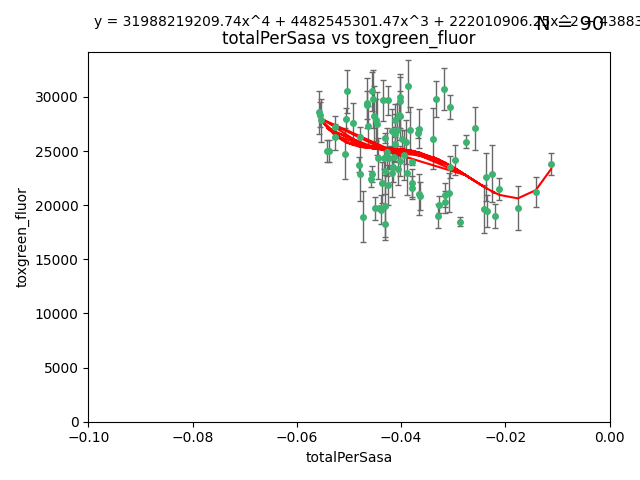 y = 31988219209.74x^4 + 4482545301.47x^3 +
N = 90
totalPerSasa vs toxgreen_fluor
toxgreen_fluor
30000
25000
20000
15000
10000
5000
0
−0.10 −0.08 −0.06 −0.04 −0.02 0.00
totalPerSasa